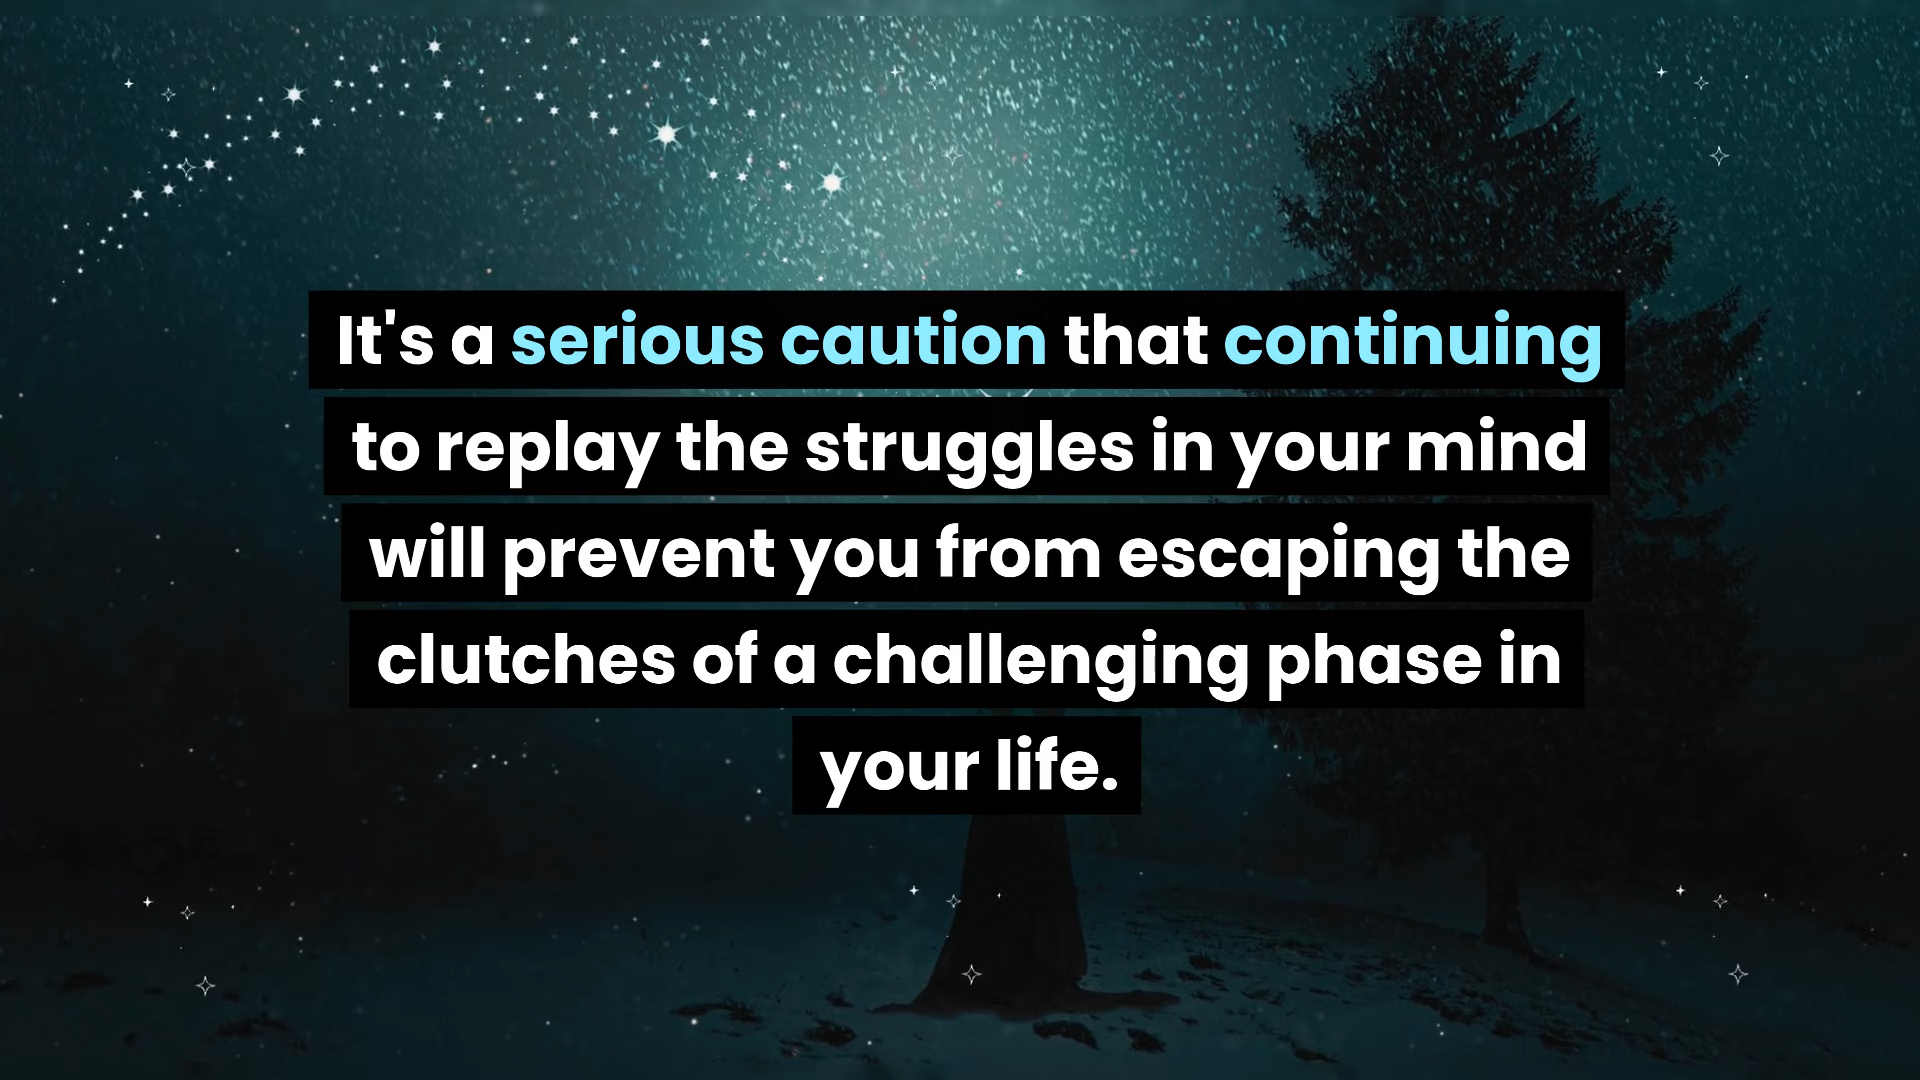 It's a serious caution that continuing
to replay the struggles in your mind
will prevent you from escaping the
clutches of a challenging phase in
your life.